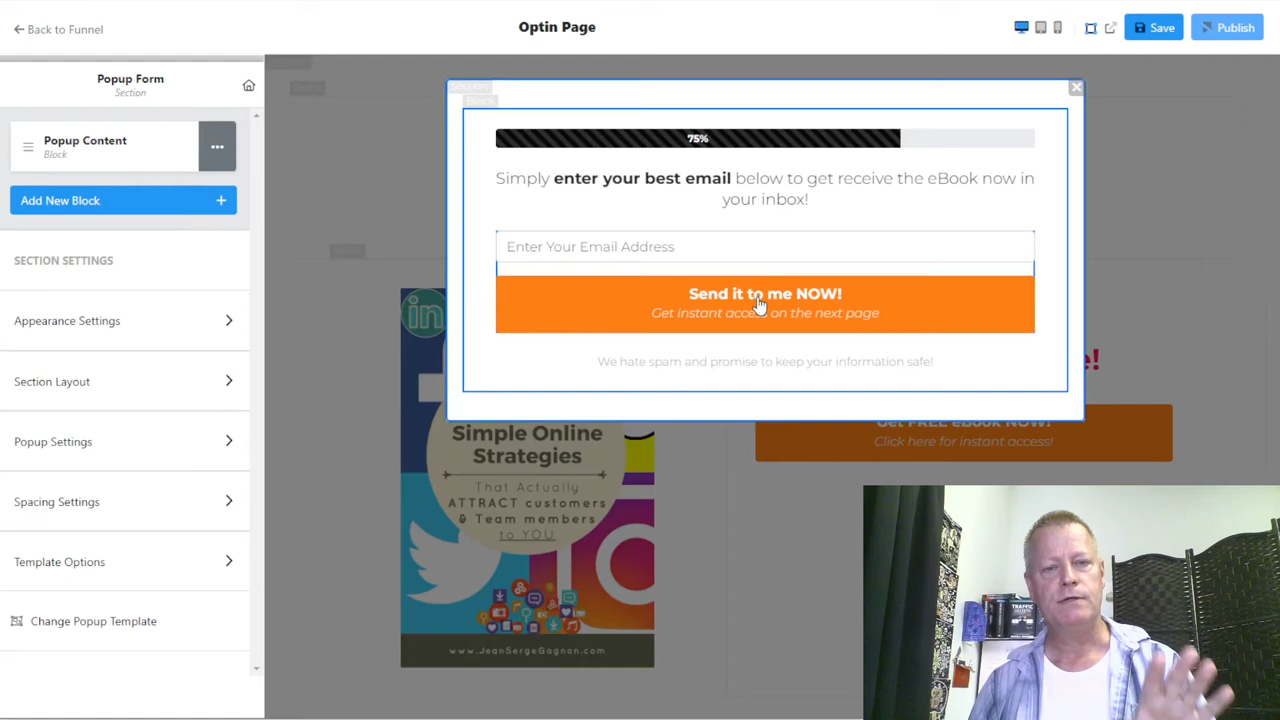 Back to Funnel
Optin Page
Save
Publish
Popup Form
Section
Popup Content
Block
Add New Block
SECTION SETTINGS
Appearance Settings
Section Layout
Popup Settings
Spacing Settings
Template Options
Change Popup Template
Section
Block
75%
Simply enter your best email below to get receive the eBook now in
your inbox!
Enter Your Email Address
Send it to me NOW!
Get instant access on the next page
We hate spam and promise to keep your information safe!
e!
Get FREE eBook NOW!
Click here for instant access!
in
Simple Online
Strategies
That Actually
ATTRACT customers
& Team members
to YOU
www.JeanSergeGagnon.com
TRAFFIC